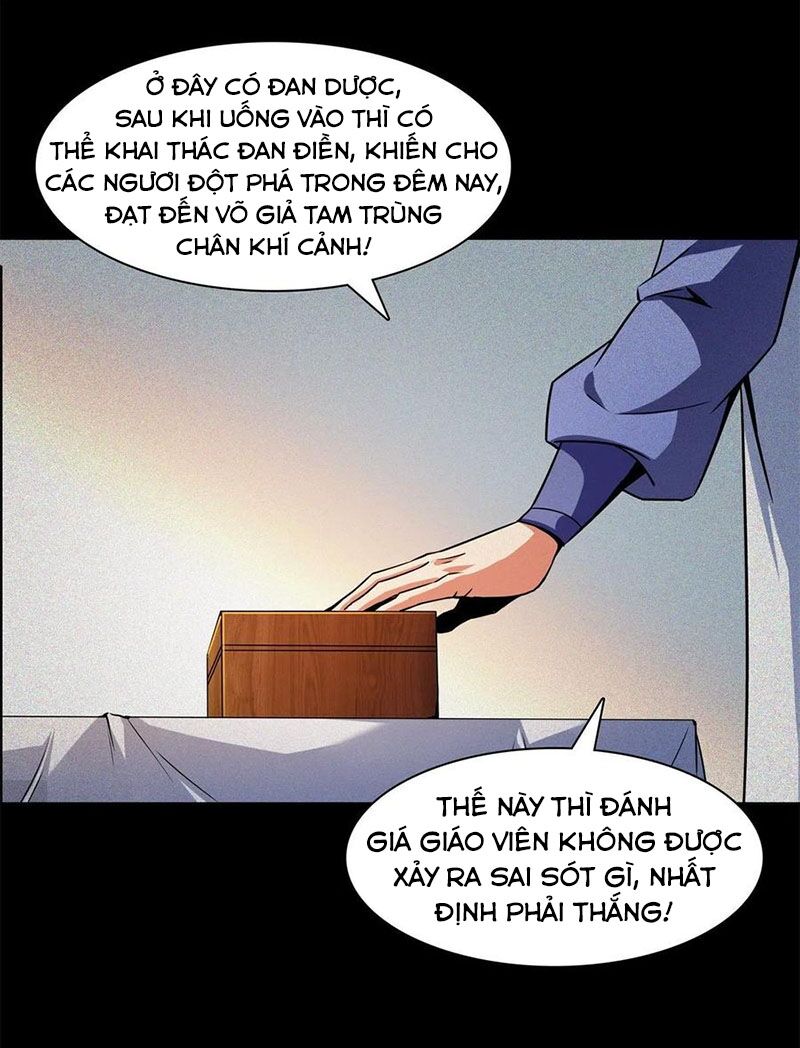 Ở ĐÂY CÓ ĐAN DƯỢC,
SAU KHI UỐNG VÀO THÌ CÓ
THỂ KHAI THÁC ĐAN ĐIỀN, KHIẾN CHO
CÁC NGƯƠI ĐỘT PHÁ TRONG ĐÊM NAY,
ĐẠT ĐẾN VÕ GIẢ TAM TRÙNG
CHÂN KHÍ CẢNH!
THẾ NÀY THÌ ĐÁNH
GIÁ GIÁO VIÊN KHÔNG ĐƯỢC
XẢY RA SAI SÓT GÌ, NHẤT
ĐỊNH PHẢI THẮNG!